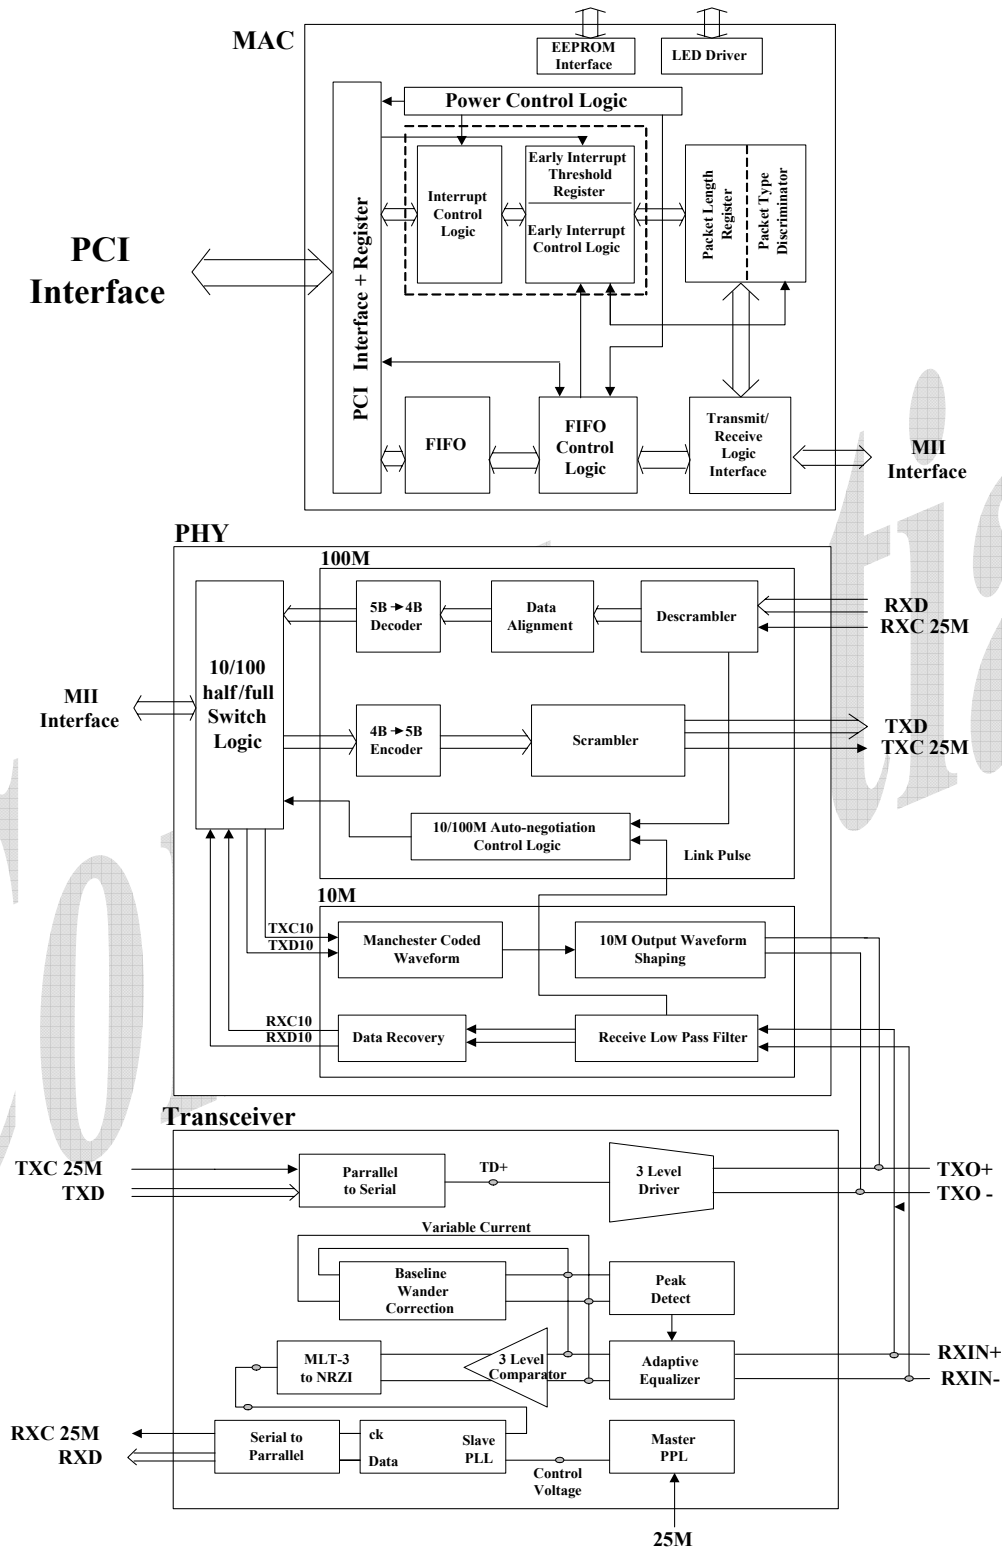 MAC
EEPROM
Interface
LED Driver
Power Control Logic
PCI Interface + Register
Interrupt
Control
Logic
Early Interrupt
Threshold
Register
Early Interrupt
Control Logic
Packet Length
Register
Packet Type
Discriminator
PCI
Interface
FIFO
FIFO
Control
Logic
Transmit/
Receive
Logic
Interface
MII
Interface
PHY
100M
5B → 4B
Decoder
Data
Alignment
Descrambler
RXD
RXC 25M
10/100
half/full
Switch
Logic
MII
Interface
4B → 5B
Encoder
Scrambler
TXD
TXC 25M
10/100M Auto-negotiation
Control Logic
Link Pulse
10M
TXC10
TXD10
Manchester Coded
Waveform
10M Output Waveform
Shaping
RXC10
RXD10
Data Recovery
Receive Low Pass Filter
Transceiver
TXC 25M
TXD
Parrallel
to Serial
TD+
3 Level
Driver
TXO+
TXO -
Variable Current
Baseline
Wander
Correction
Peak
Detect
MLT-3
to NRZI
3 Level
Comparator
Adaptive
Equalizer
RXIN+
RXIN-
RXC 25M
RXD
Serial to
Parrallel
ck
Data
Slave
PLL
Control
Voltage
Master
PPL
25M